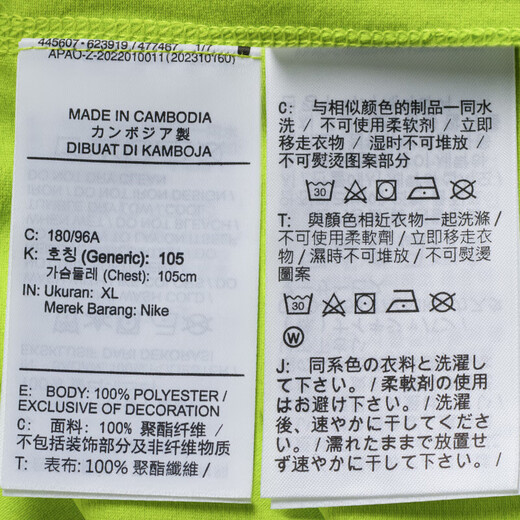 445607・623919 / 477467 1/7
APAO-Z-2022010011 (202310160)
MADE IN CAMBODIA
カンボジア製
DIBUAT DI KAMBOJA
C: 180/96A
K: 호칭 (Generic): 105
가슴둘레 (Chest): 105cm
IN: Ukuran: XL
Merek Barang: Nike
E: BODY: 100% POLYESTER /
EXCLUSIVE OF DECORATION
C: 面料: 100% 聚酯纤维 /
不包括装饰部分及非纤维物质
T: 表布: 100% 聚酯纖維 /
C: 与相似颜色的制品一同水
洗 / 不可使用柔软剂 / 立即
移走衣物 / 湿时不可堆放 /
不可熨烫图案部分
30
T: 與顏色相近衣物一起洗滌 /
不可使用柔軟劑 / 立即移走衣
物 / 濕時不可堆放 / 不可熨燙
圖案
30
W
J: 同系色の衣料と洗濯し
て下さい。/ 柔軟剤の使用
はお避け下さい。/ 洗濯
後、速やかに干してくださ
い。/ 濡れたままで放置せ
ず速やかに干して下さい。/